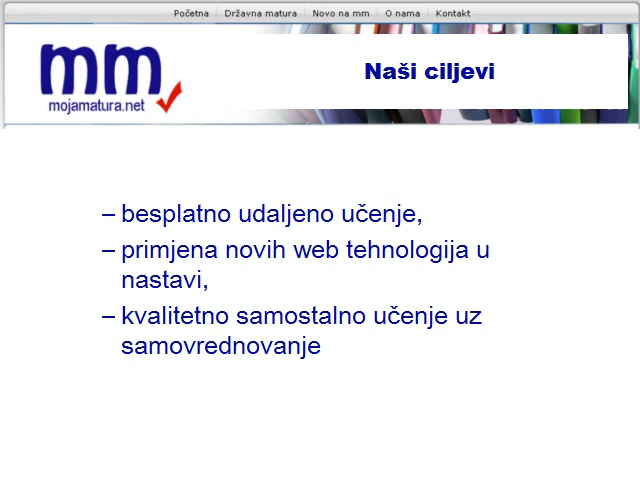 Početna Državna matura Novo na mm O nama Kontakt
mm
mojamatura.net
Naši ciljevi
– besplatno udaljeno učenje,
– primjena novih web tehnologija u
nastavi,
– kvalitetno samostalno učenje uz
samovrednovanje